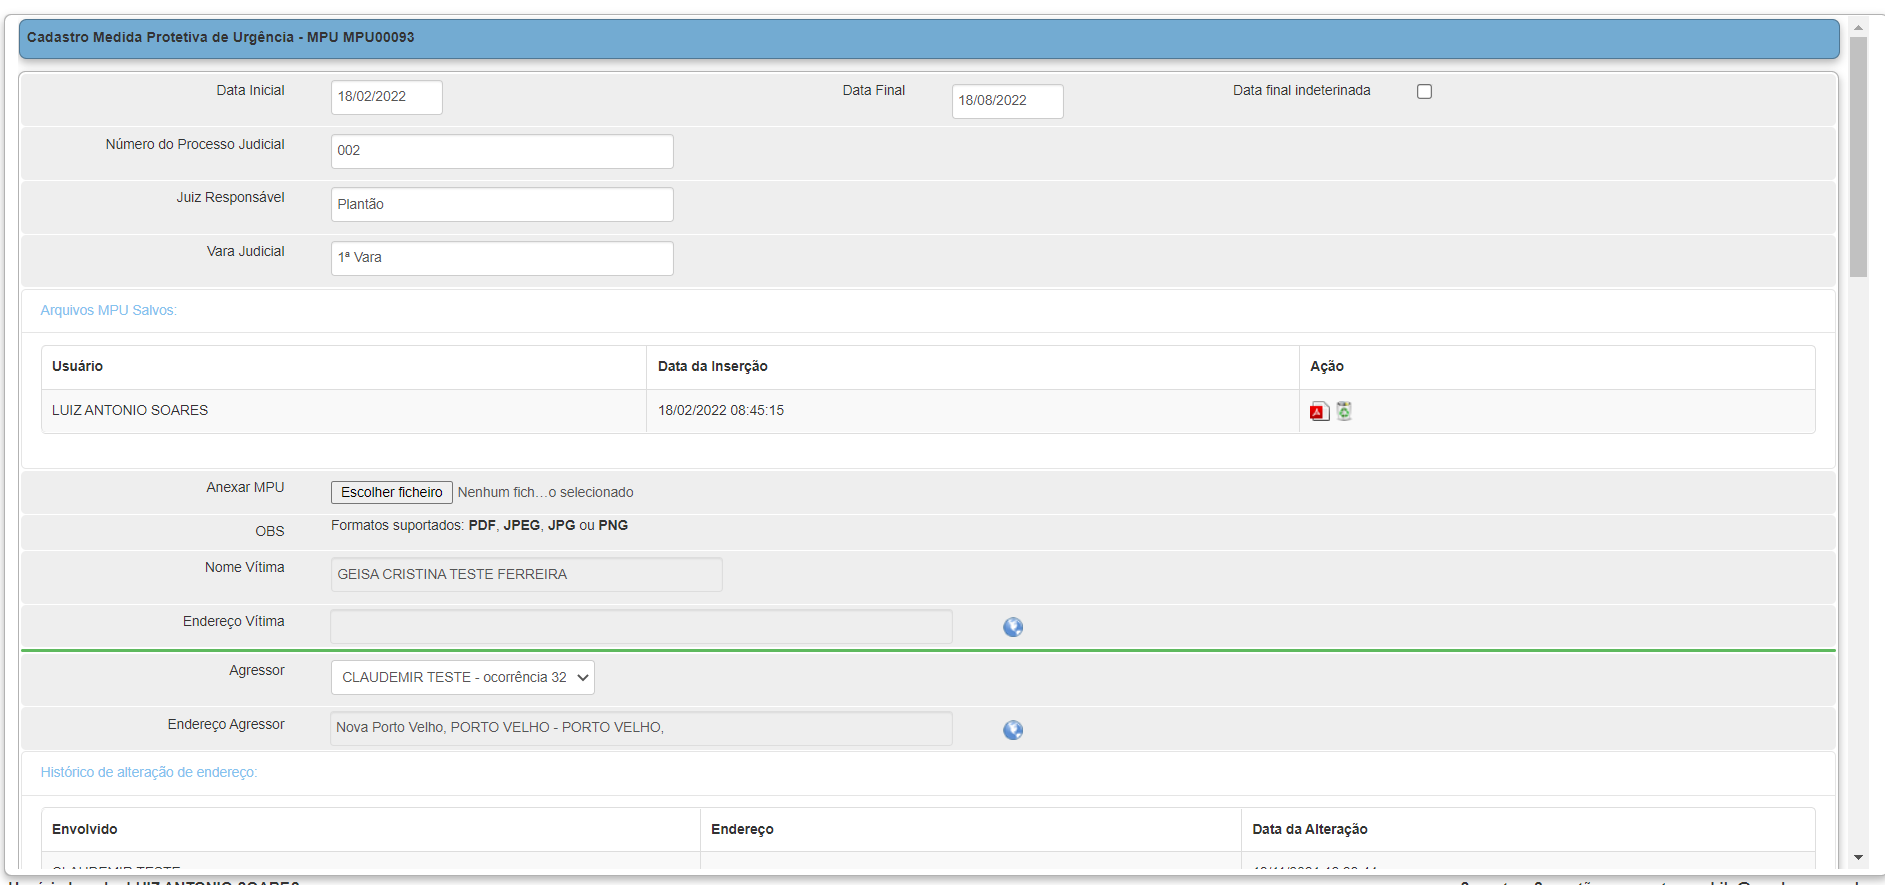 Cadastro Medida Protetiva de Urgência - MPU MPU00093
Data Inicial 18/02/2022 Data Final 18/08/2022 Data final indeterinada
Número do Processo Judicial 002
Juiz Responsável Plantão
Vara Judicial 1ª Vara
Arquivos MPU Salvos:
Usuário Data da Inserção Ação
LUIZ ANTONIO SOARES 18/02/2022 08:45:15
Anexar MPU Escolher ficheiro Nenhum fich...o selecionado
OBS Formatos suportados: PDF, JPEG, JPG ou PNG
Nome Vítima GEISA CRISTINA TESTE FERREIRA
Endereço Vítima
Agressor CLAUDEMIR TESTE - ocorrência 32
Endereço Agressor Nova Porto Velho, PORTO VELHO - PORTO VELHO,
Histórico de alteração de endereço:
Envolvido Endereço Data da Alteração
CLAUDEMIR TESTE
LUIZ ANTONIO SOARES